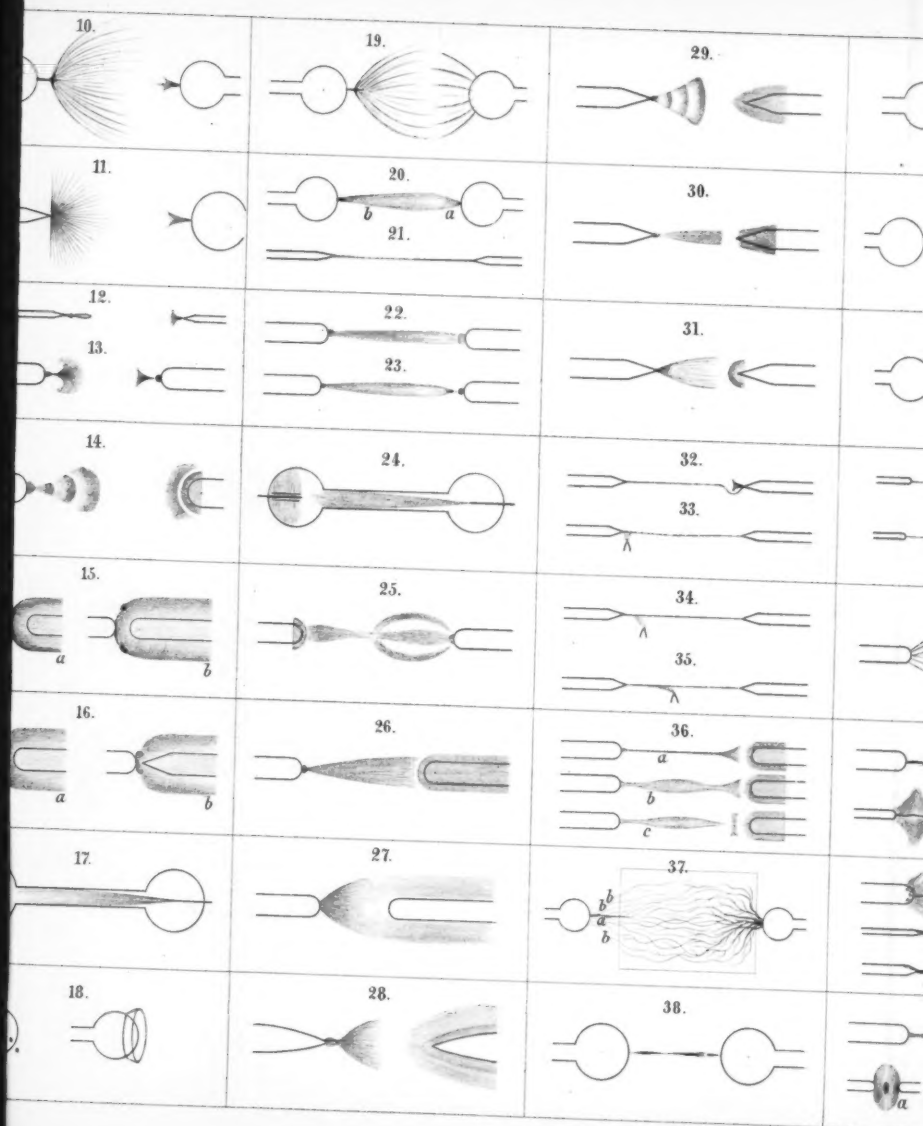 10.
11.
12.
13.
14.
15.
a
b
16.
a
b
17.
18.
19.
20.
b
a
21.
22.
23.
24.
25.
26.
27.
28.
29.
30.
31.
32.
33.
34.
35.
36.
a
b
c
37.
b
b
a
b
38.
a